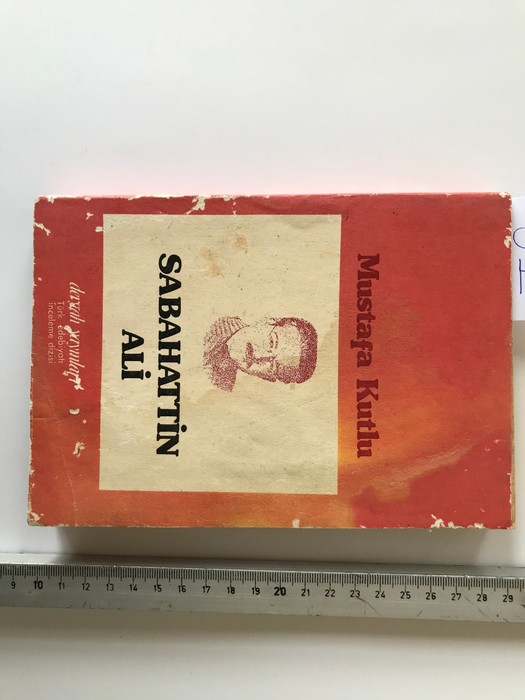 Mustafa Kutlu
SABAHATTİN
ALİ
dergâh yayınları
Türk edebiyatı
inceleme dizisi
9 10 11 12 13 14 15 16 17 18 19 20 21 22 23 24 25 26 27 28 29